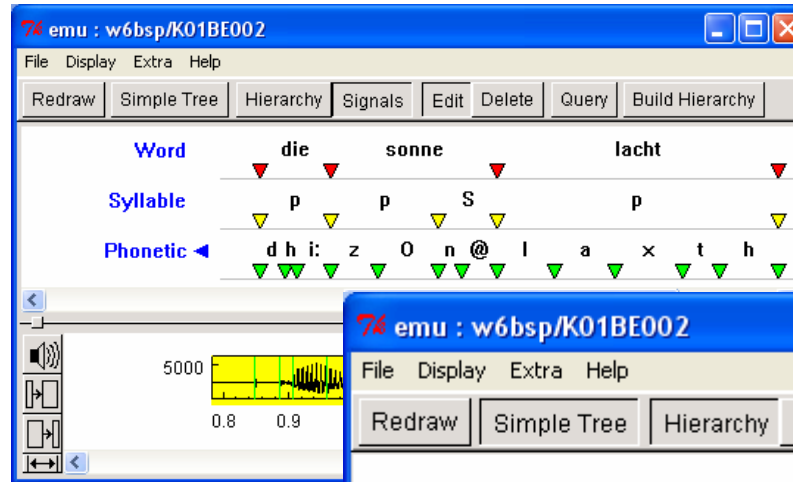 7% emu : w6bsp/K01BE002
File Display Extra Help
Redraw Simple Tree Hierarchy Signals Edit Delete Query Build Hierarchy
Word die sonne lacht
Syllable p p S p
Phonetic d h i: z O n @ l a x t h
5000
0.8 0.9
7% emu : w6bsp/K01BE002
File Display Extra Help
Redraw Simple Tree Hierarchy